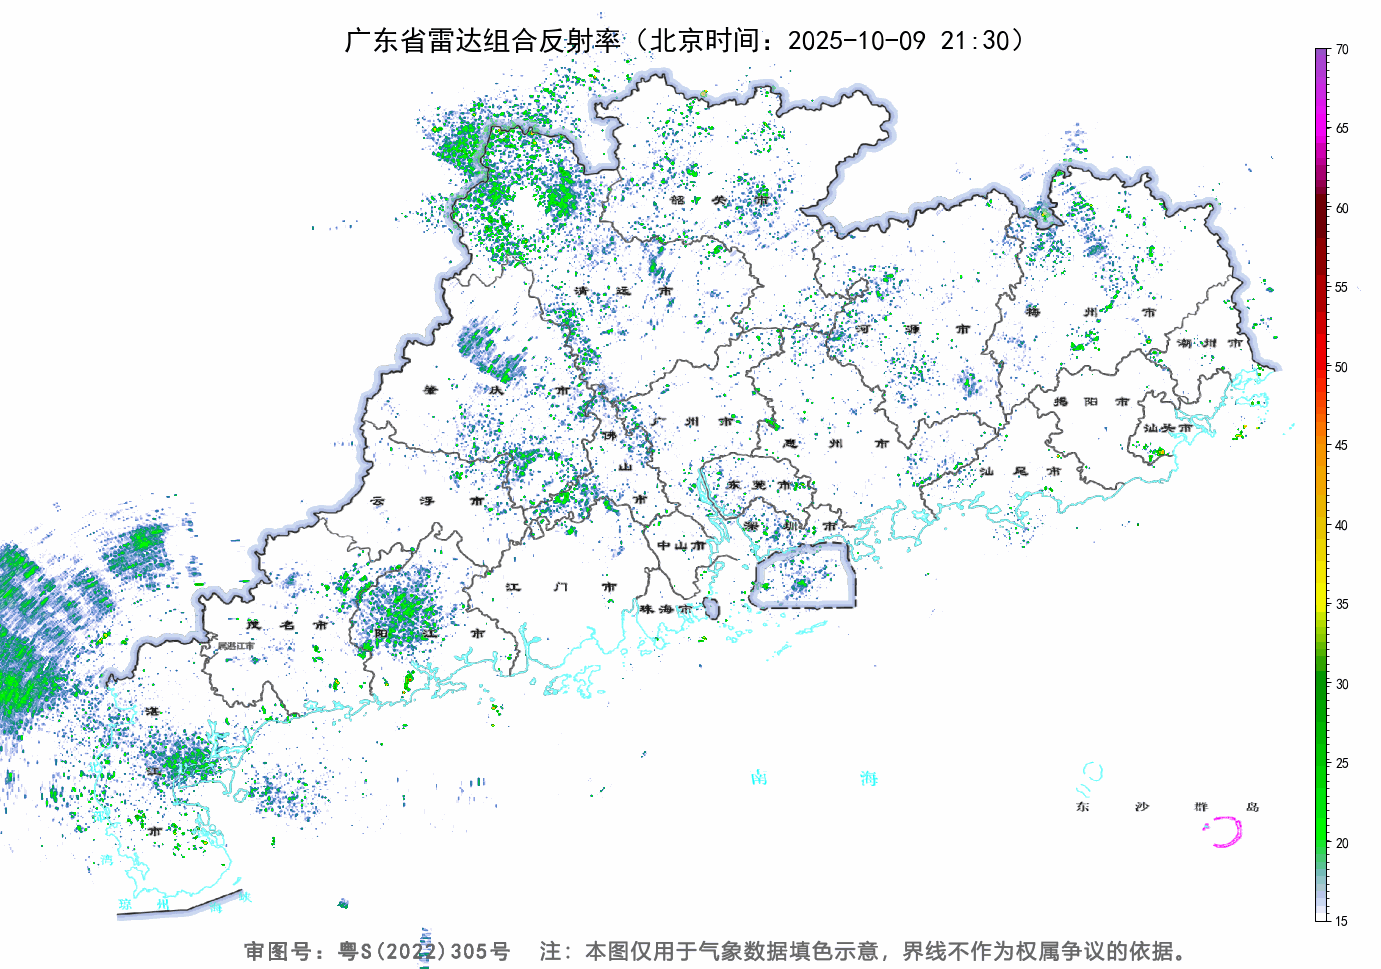 广东省雷达组合反射率（北京时间：2025-10-09 21:30）
70
65
60
55
50
45
40
35
30
25
20
15
韶关市
清远市
河源市
梅州市
潮州市
肇庆市
广州市
惠州市
揭阳市
汕头市
佛山市
云浮市
东莞市
汕尾市
深圳市
中山市
江门市
珠海市
茂名市
阳江市
属湛江市
湛江市
南海
东沙群岛
湾
琼州海峡
审图号：粤S(2022)305号 注：本图仅用于气象数据填色示意，界线不作为权属争议的依据。